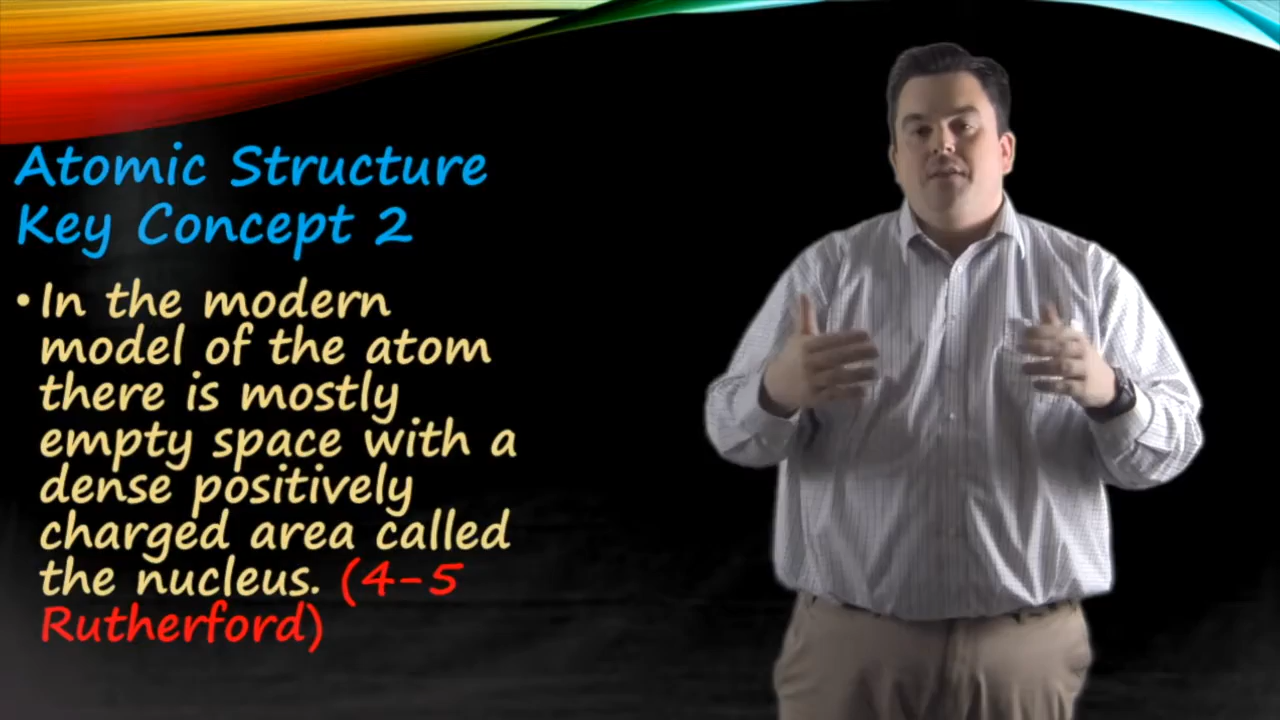 Atomic Structure
Key Concept 2
• In the modern
model of the atom
there is mostly
empty space with a
dense positively
charged area called
the nucleus. (4-5
Rutherford)